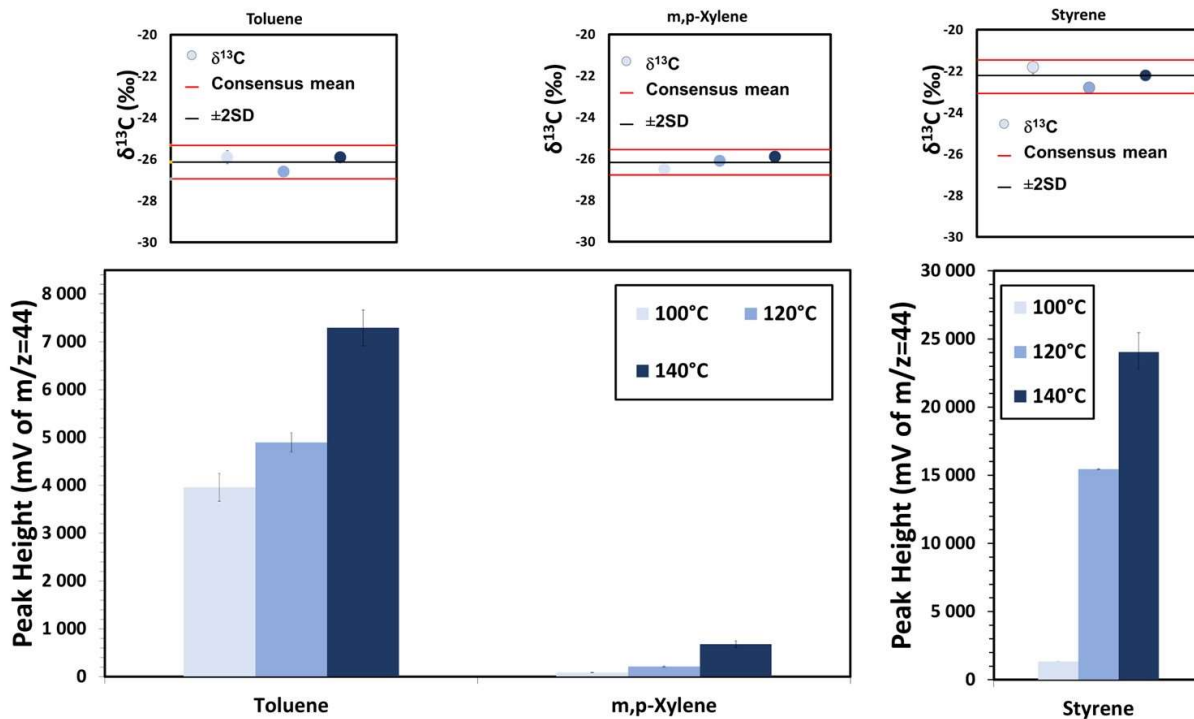 Toluene
-20
-22
-24
-26
-28
-30
δ¹³C (‰)
δ¹³C
Consensus mean
±2SD
m,p-Xylene
-20
-22
-24
-26
-28
-30
δ¹³C (‰)
δ¹³C
Consensus mean
±2SD
Styrene
-20
-22
-24
-26
-28
-30
δ¹³C (‰)
δ¹³C
Consensus mean
±2SD
Peak Height (mV of m/z=44)
8 000
7 000
6 000
5 000
4 000
3 000
2 000
1 000
0
100°C 120°C
140°C
Toluene m,p-Xylene
Peak Height (mV of m/z=44)
30 000
25 000
20 000
15 000
10 000
5 000
0
100°C
120°C
140°C
Styrene